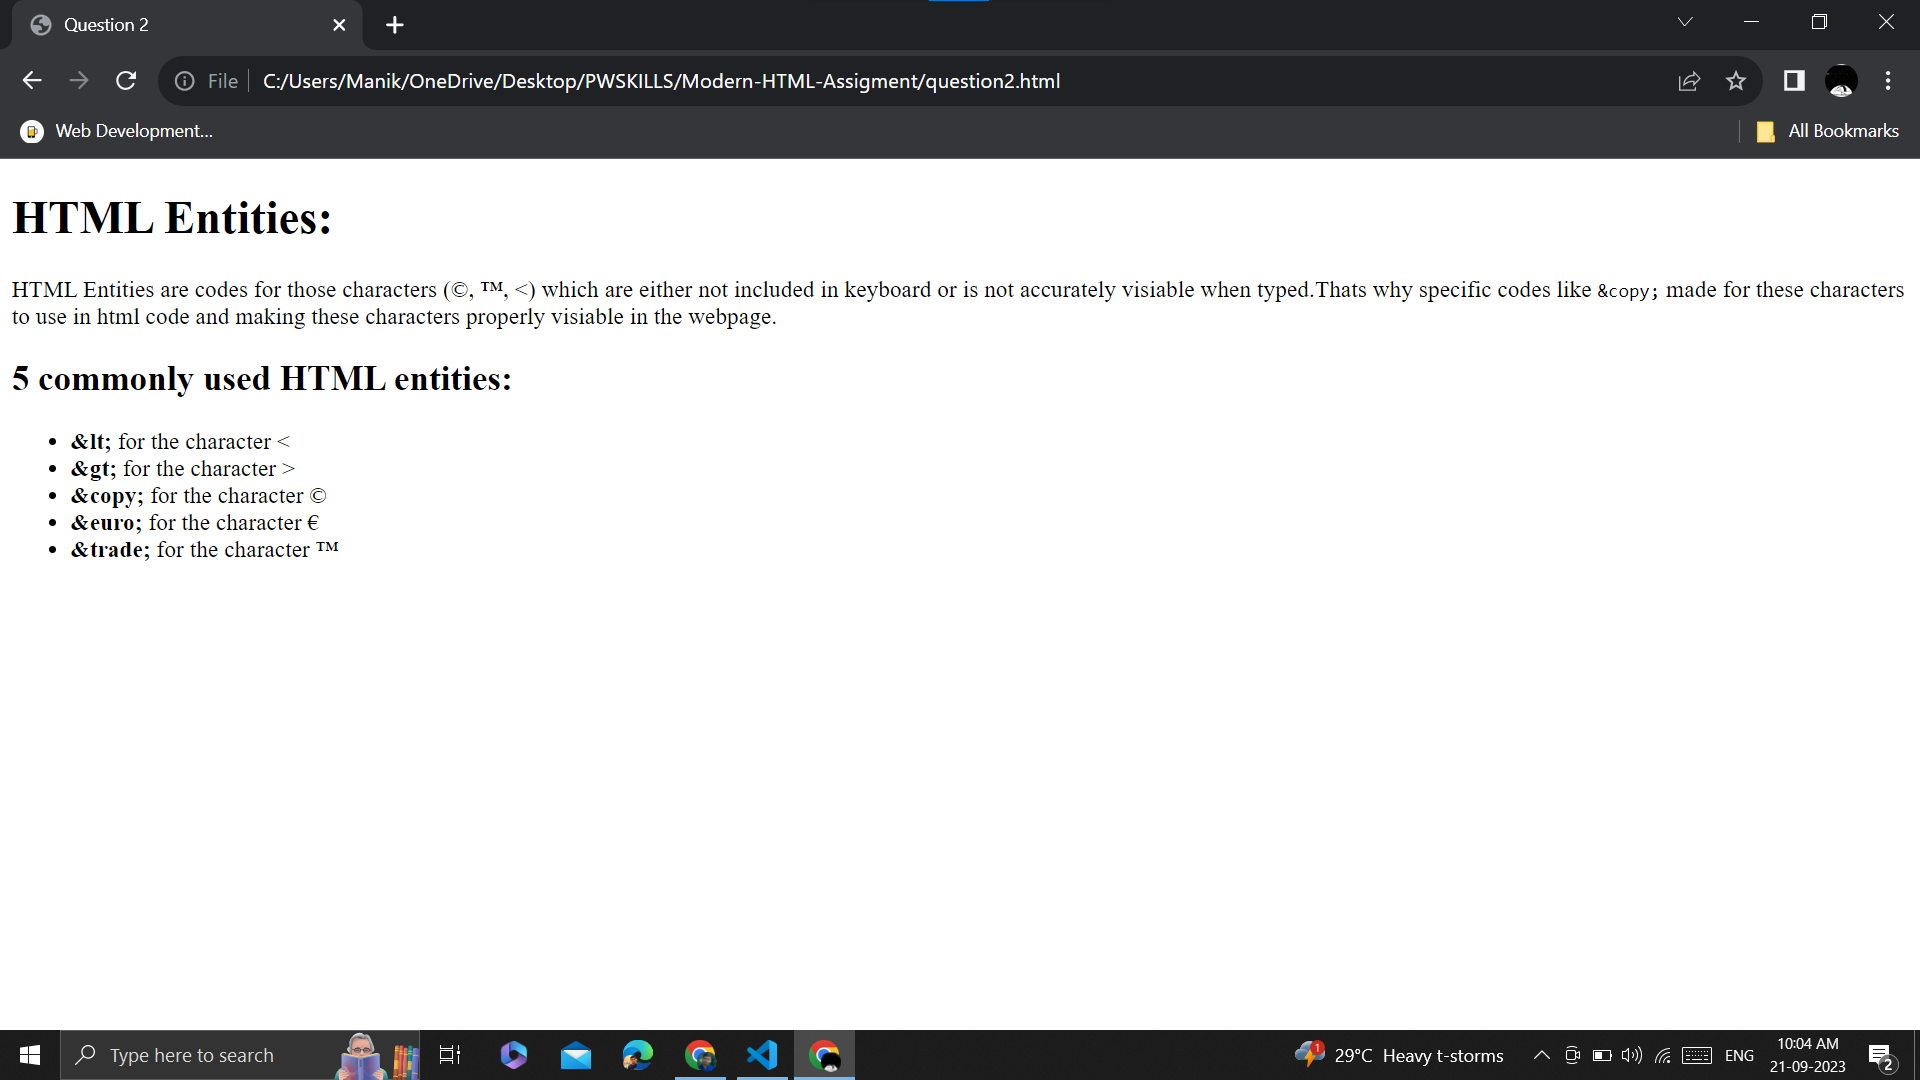 Question 2
File C:/Users/Manik/OneDrive/Desktop/PWSKILLS/Modern-HTML-Assigment/question2.html
Web Development...
All Bookmarks
HTML Entities:
HTML Entities are codes for those characters (©, ™, <) which are either not included in keyboard or is not accurately visiable when typed.Thats why specific codes like &copy; made for these characters
to use in html code and making these characters properly visiable in the webpage.
5 commonly used HTML entities:
• &lt; for the character <
• &gt; for the character >
• &copy; for the character ©
• &euro; for the character €
• &trade; for the character ™
Type here to search
1
29°C Heavy t-storms
ENG
10:04 AM
21-09-2023
2